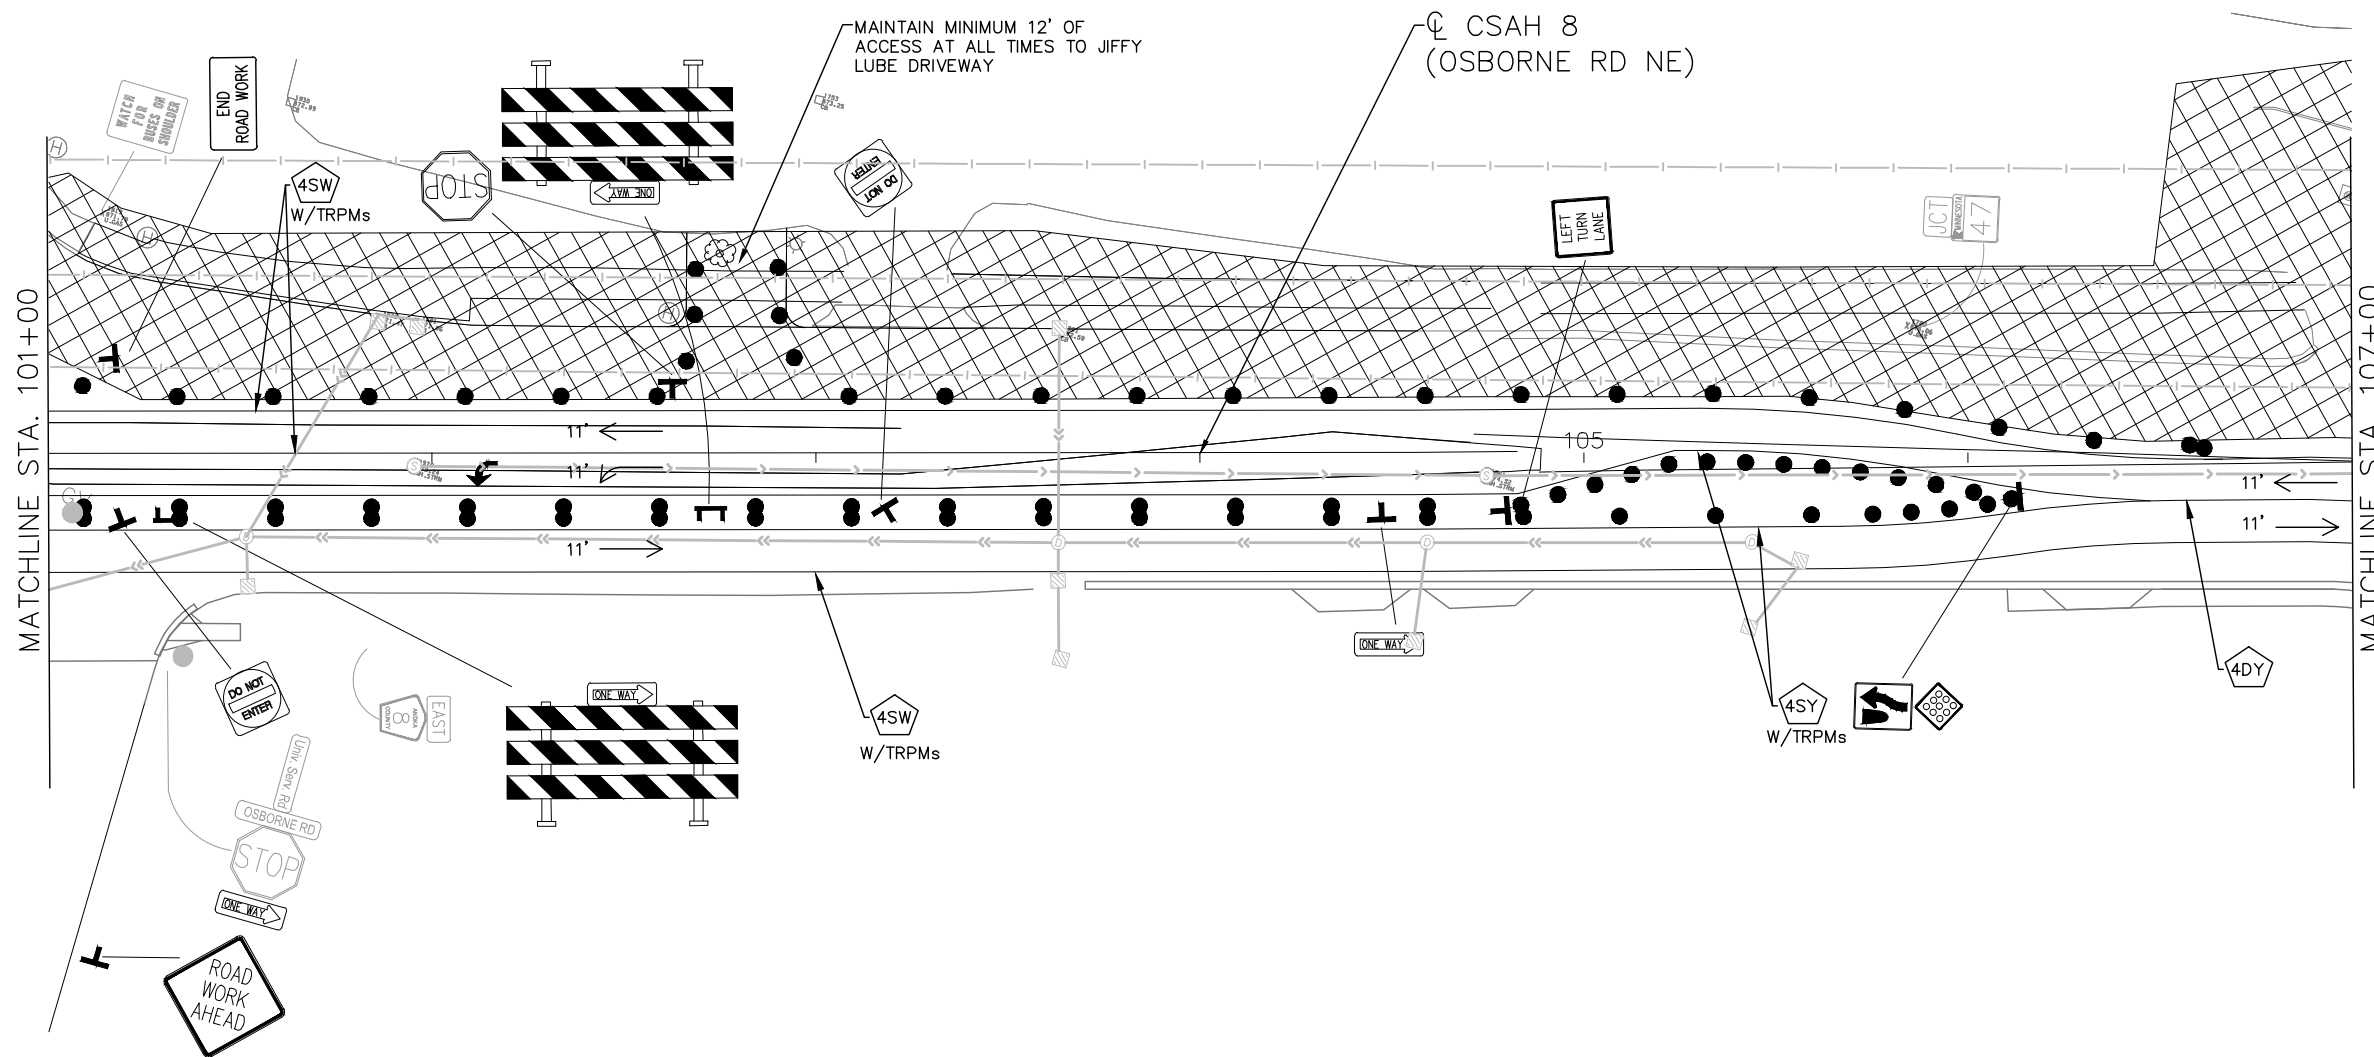 MAINTAIN MINIMUM 12' OF
ACCESS AT ALL TIMES TO JIFFY
LUBE DRIVEWAY
℄ CSAH 8
(OSBORNE RD NE)
WATCH
FOR
BUSES ON
SHOULDER
END
ROAD WORK
H
4SW
W/TRPMs
STOP
ONE WAY
DO NOT
ENTER
LEFT
TURN
LANE
JCT
MINNESOTA
47
H
H
MATCHLINE STA. 101+00
MATCHLINE STA. 107+00
11'
11'
11'
105
S
S
11'
11'
D
D
D
D
DO NOT
ENTER
ONE WAY
ONE WAY
ANOKA
8
COUNTY
EAST
4SW
W/TRPMs
4SY
W/TRPMs
4DY
Univ. Serv. Rd
OSBORNE RD
STOP
ONE WAY
ROAD
WORK
AHEAD